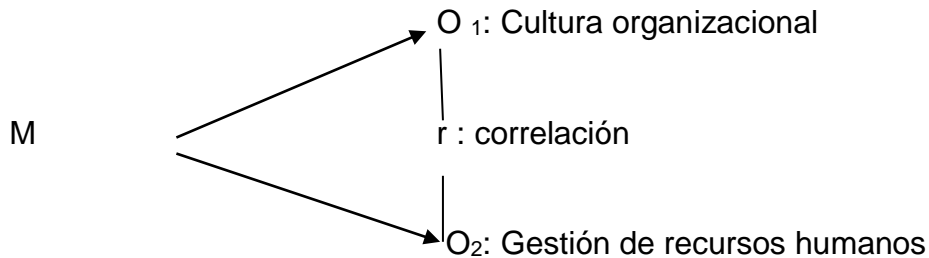 O 1: Cultura organizacional
M r : correlación
O2: Gestión de recursos humanos